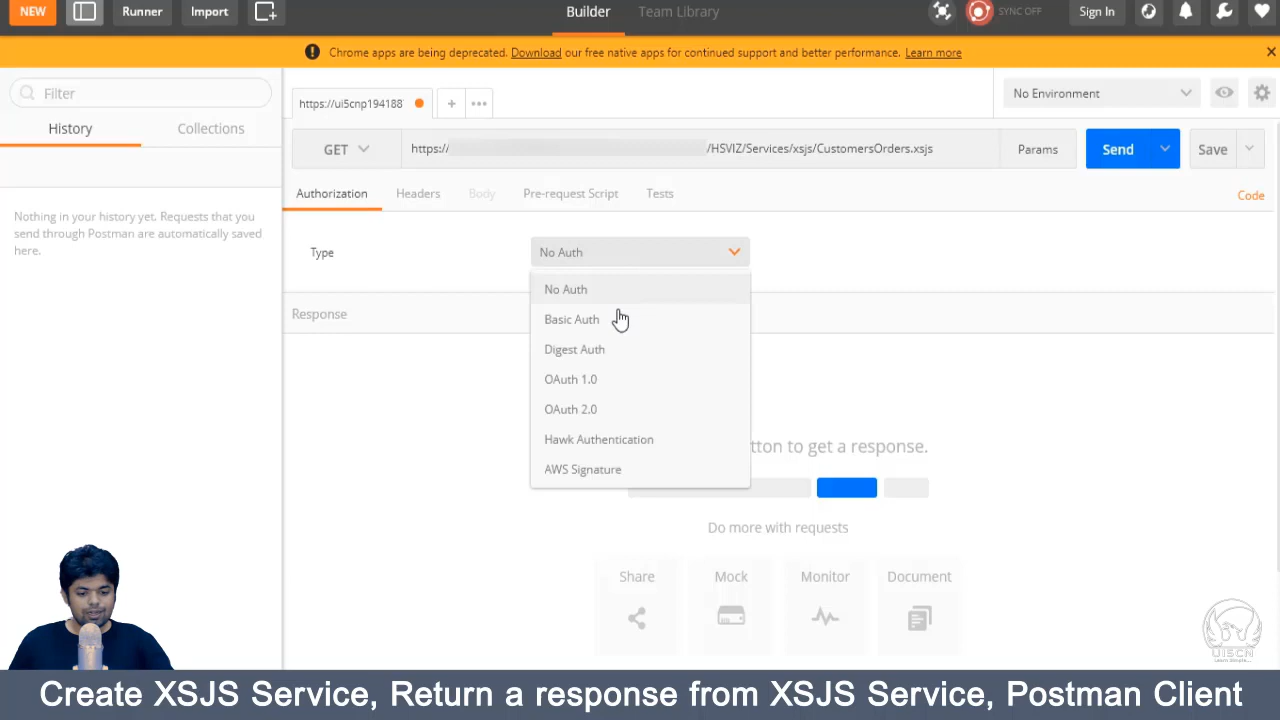 NEW
Runner
Import
Builder
Team Library
SYNC OFF
Sign In
Chrome apps are being deprecated. Download our free native apps for continued support and better performance. Learn more
Filter
https://ui5cnp194188
No Environment
History
Collections
GET
https://
/HSVIZ/Services/xsjs/CustomersOrders.xsjs
Params
Send
Save
Authorization
Headers
Body
Pre-request Script
Tests
Code
Nothing in your history yet. Requests that you
send through Postman are automatically saved
here.
Type
No Auth
No Auth
Basic Auth
Digest Auth
OAuth 1.0
OAuth 2.0
Hawk Authentication
AWS Signature
Response
tton to get a response.
Do more with requests
Share
Mock
Monitor
Document
UI5CN
Learn Simple...
Create XSJS Service, Return a response from XSJS Service, Postman Client